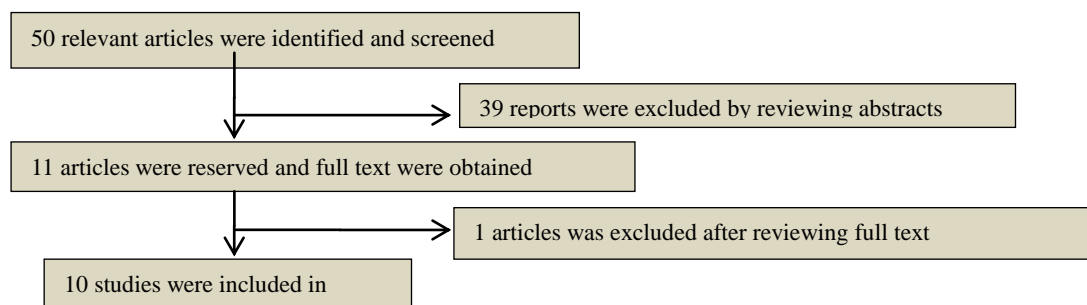 50 relevant articles were identified and screened
39 reports were excluded by reviewing abstracts
11 articles were reserved and full text were obtained
1 articles was excluded after reviewing full text
10 studies were included in